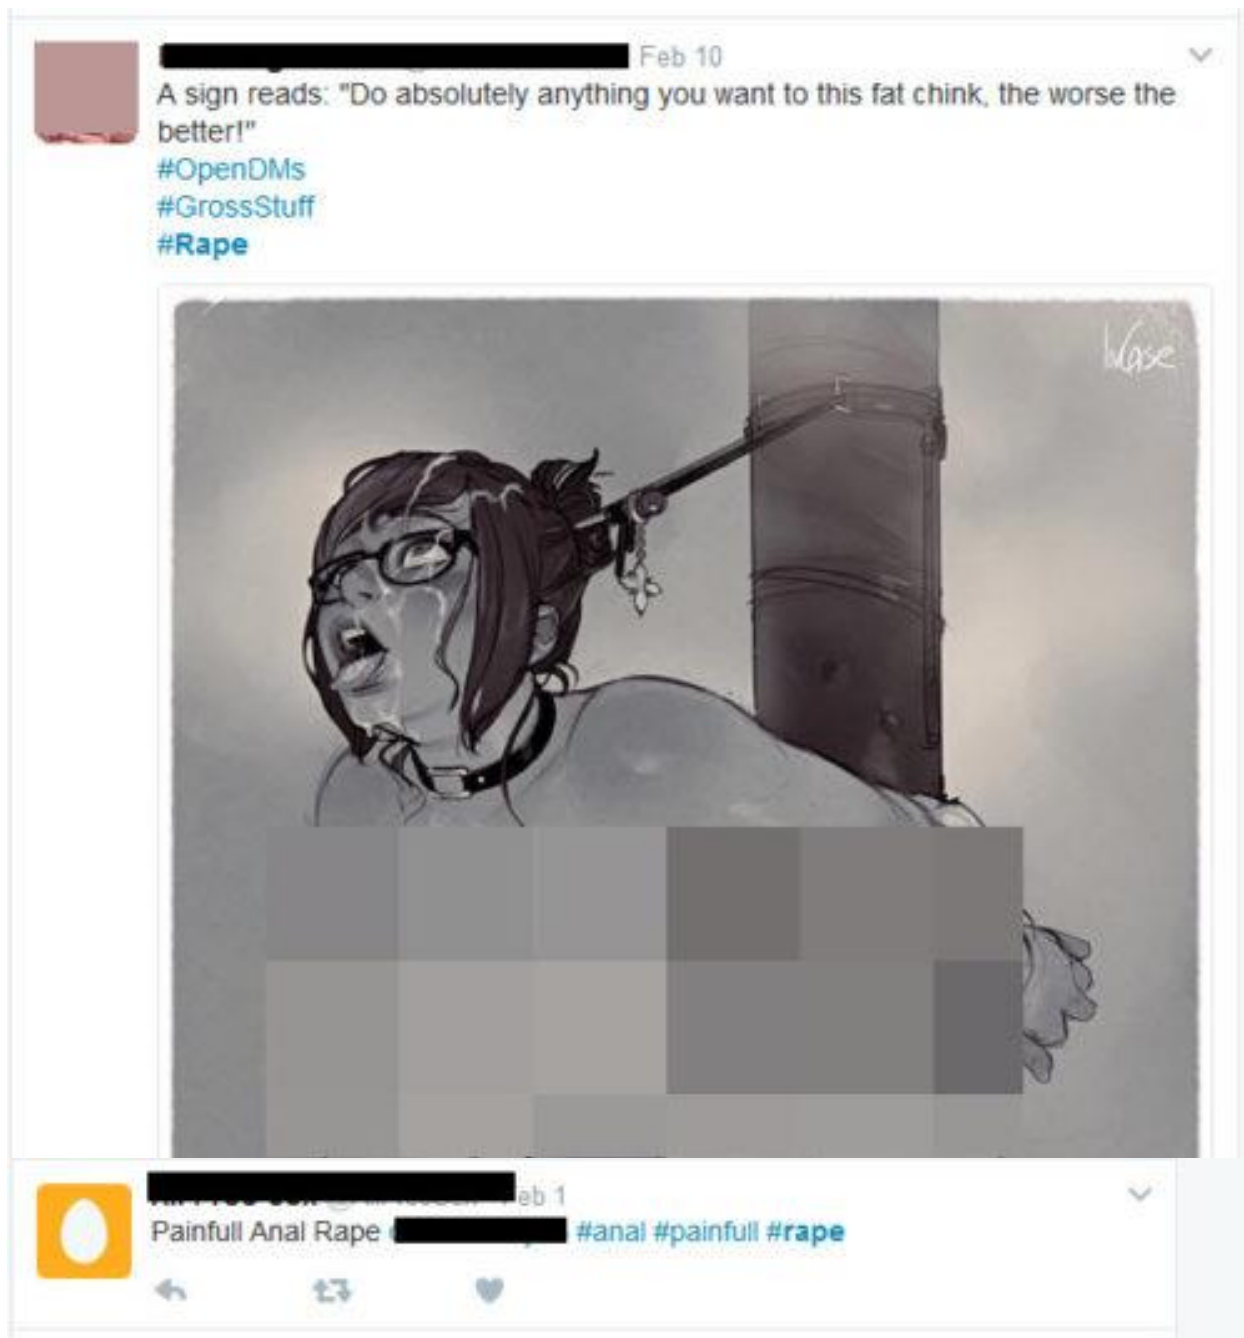 Feb 10
A sign reads: "Do absolutely anything you want to this fat chink, the worse the
better!"
#OpenDMs
#GrossStuff
#Rape
eb 1
Painfull Anal Rape #anal #painfull #rape